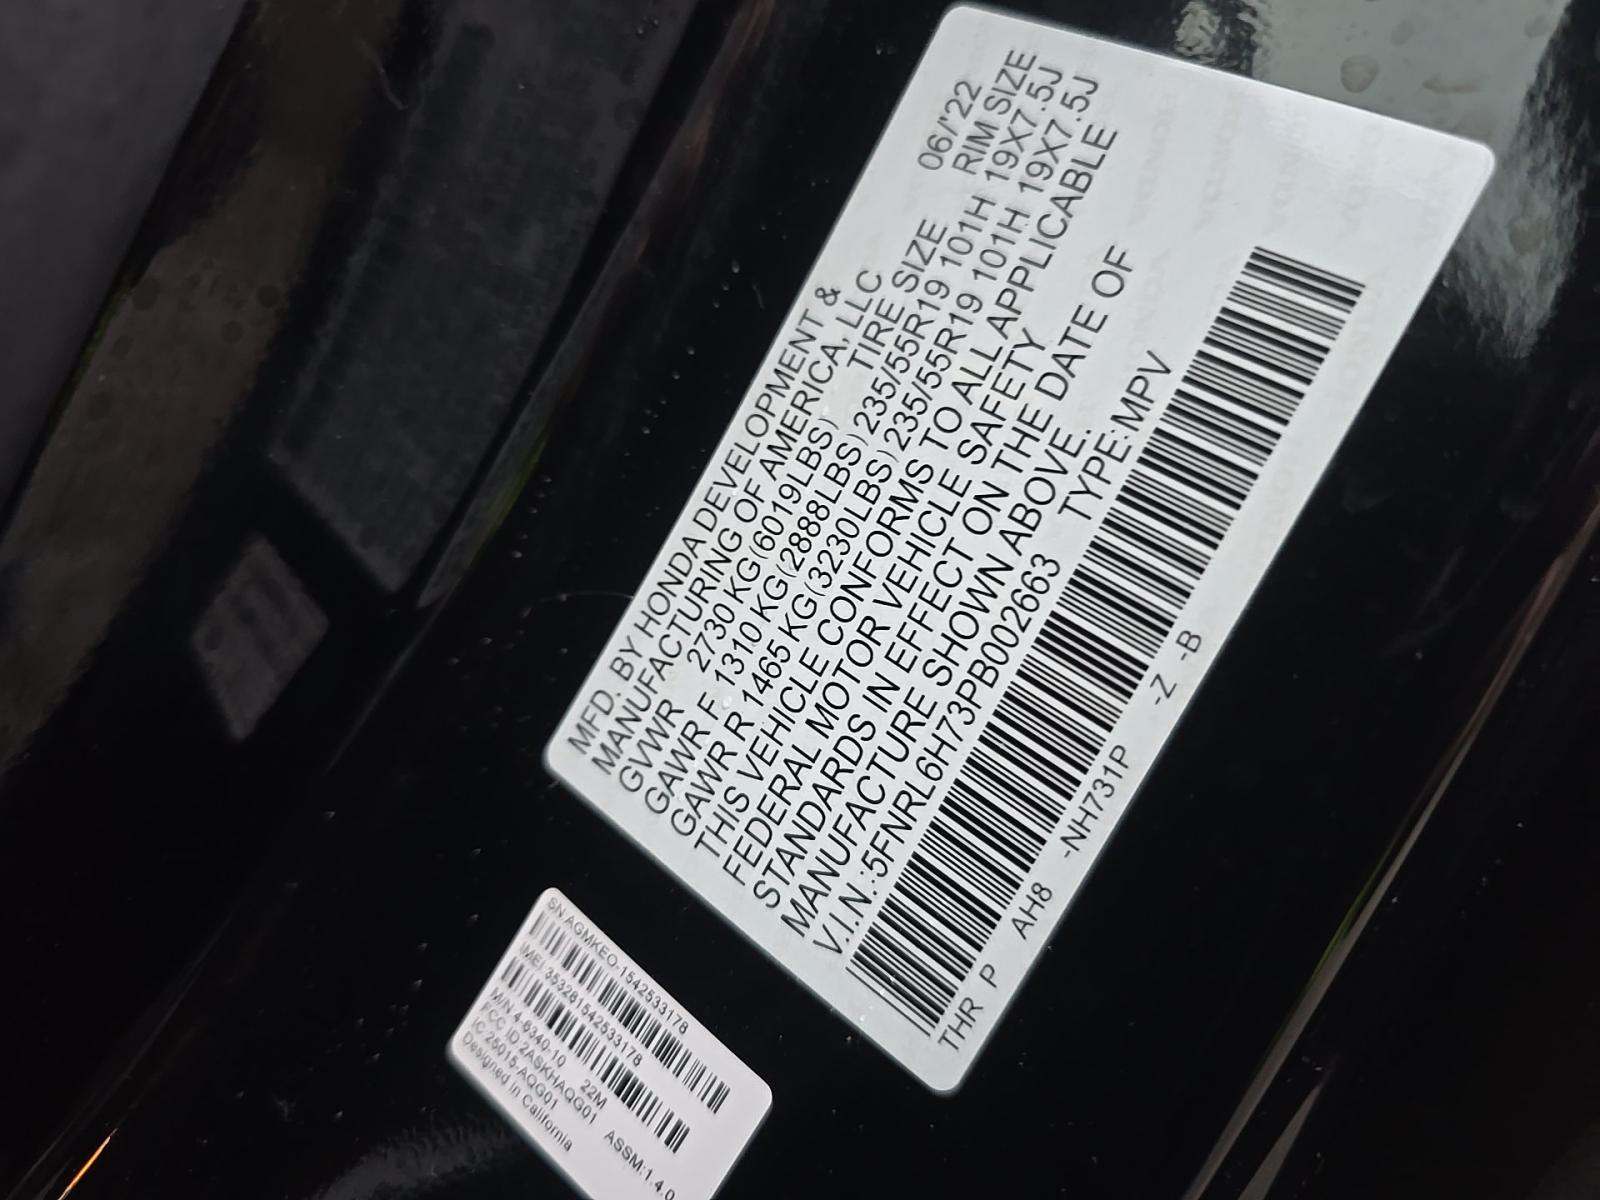 MFD. BY HONDA DEVELOPMENT &
MANUFACTURING OF AMERICA, LLC 06/'22
GVWR 2730 KG(6019LBS) TIRE SIZE RIM SIZE
GAWR F 1310 KG(2888LBS) 235/55R19 101H 19X7.5J
GAWR R 1465 KG(3230LBS) 235/55R19 101H 19X7.5J
THIS VEHICLE CONFORMS TO ALL APPLICABLE
FEDERAL MOTOR VEHICLE SAFETY
STANDARDS IN EFFECT ON THE DATE OF
MANUFACTURE SHOWN ABOVE.
V.I.N.:5FNRL6H73PB002663 TYPE:MPV
THR P AH8 -NH731P -Z -B
SN AGMKEO-1542533178
IMEI 353281542533178
M/N 4-6340-10 22M
FCC ID 2ASKHAQG01
IC 25015-AQG01 ASSM:1.4.0
Designed in California